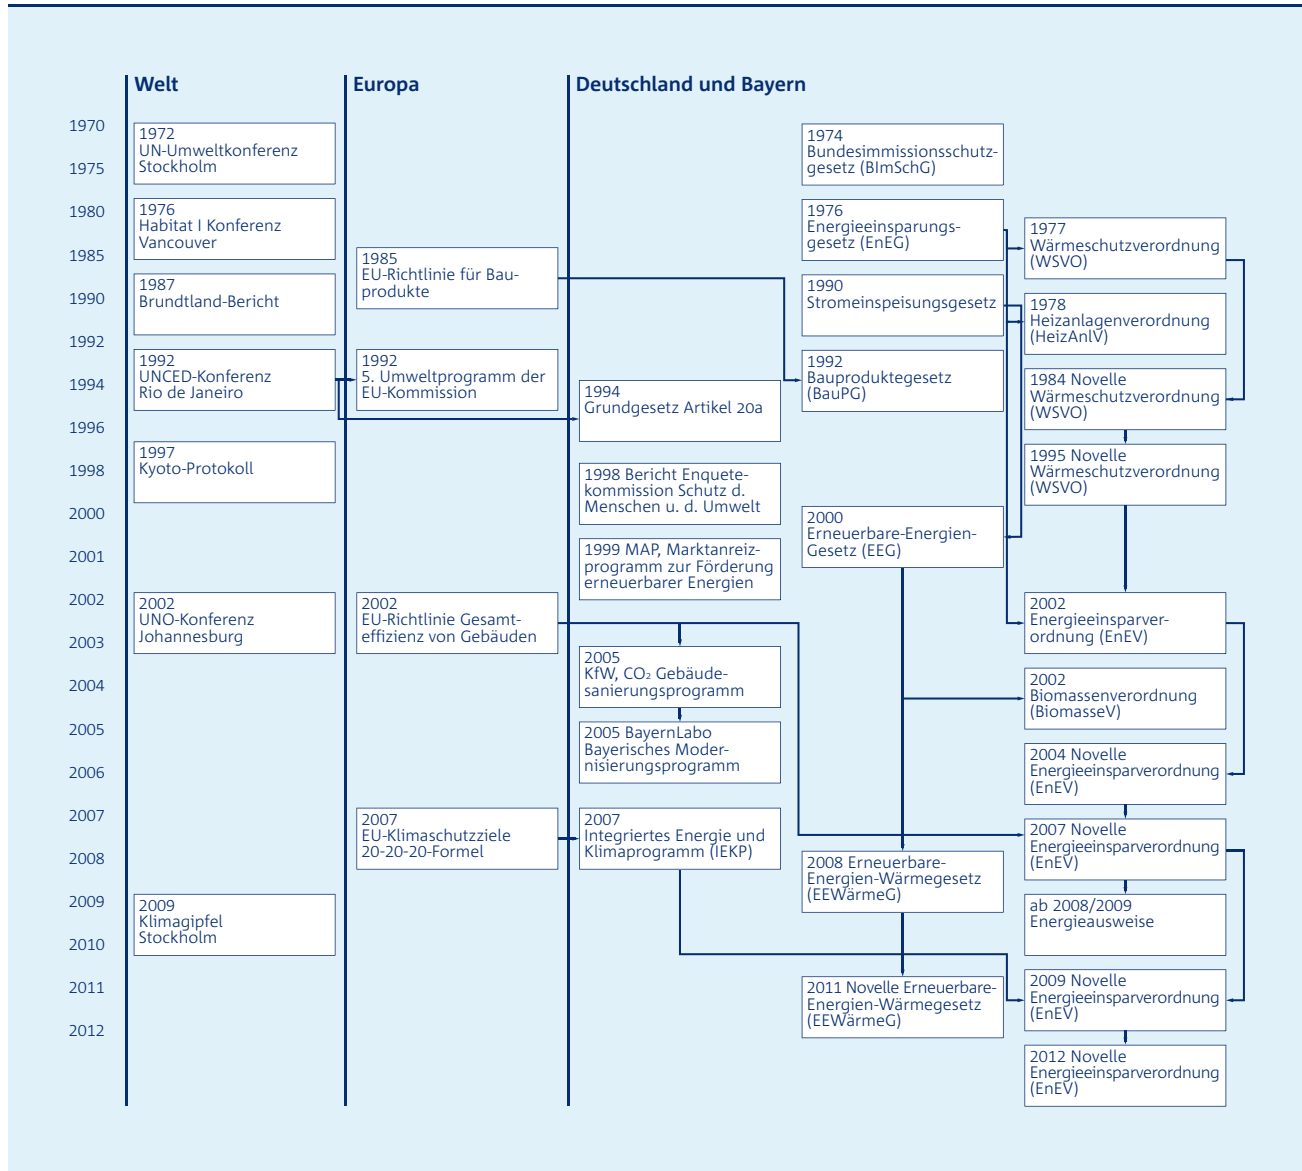 Welt
Europa
Deutschland und Bayern
1970
1975
1980
1985
1990
1992
1994
1996
1998
2000
2001
2002
2003
2004
2005
2006
2007
2008
2009
2010
2011
2012
1972
UN-Umweltkonferenz
Stockholm
1976
Habitat I Konferenz
Vancouver
1987
Brundtland-Bericht
1992
UNCED-Konferenz
Rio de Janeiro
1997
Kyoto-Protokoll
2002
UNO-Konferenz
Johannesburg
2009
Klimagipfel
Stockholm
1985
EU-Richtlinie für Bau-
produkte
1992
5. Umweltprogramm der
EU-Kommission
2002
EU-Richtlinie Gesamt-
effizienz von Gebäuden
2007
EU-Klimaschutzziele
20-20-20-Formel
1994
Grundgesetz Artikel 20a
1998 Bericht Enquete-
kommission Schutz d.
Menschen u. d. Umwelt
1999 MAP, Marktanreiz-
programm zur Förderung
erneuerbarer Energien
2005
KfW, CO₂ Gebäude-
sanierungsprogramm
2005 BayernLabo
Bayerisches Moder-
nisierungsprogramm
2007
Integriertes Energie und
Klimaprogramm (IEKP)
1974
Bundesimmissionsschutz-
gesetz (BImSchG)
1976
Energieeinsparungs-
gesetz (EnEG)
1990
Stromeinspeisungsgesetz
1992
Bauproduktegesetz
(BauPG)
2000
Erneuerbare-Energien-
Gesetz (EEG)
2008 Erneuerbare-
Energien-Wärmegesetz
(EEWärmeG)
2011 Novelle Erneuerbare-
Energien-Wärmegesetz
(EEWärmeG)
1977
Wärmeschutzverordnung
(WSVO)
1978
Heizanlagenverordnung
(HeizAnlV)
1984 Novelle
Wärmeschutzverordnung
(WSVO)
1995 Novelle
Wärmeschutzverordnung
(WSVO)
2002
Energieeinsparver-
ordnung (EnEV)
2002
Biomassenverordnung
(BiomasseV)
2004 Novelle
Energieeinsparverordnung
(EnEV)
2007 Novelle
Energieeinsparverordnung
(EnEV)
ab 2008/2009
Energieausweise
2009 Novelle
Energieeinsparverordnung
(EnEV)
2012 Novelle
Energieeinsparverordnung
(EnEV)